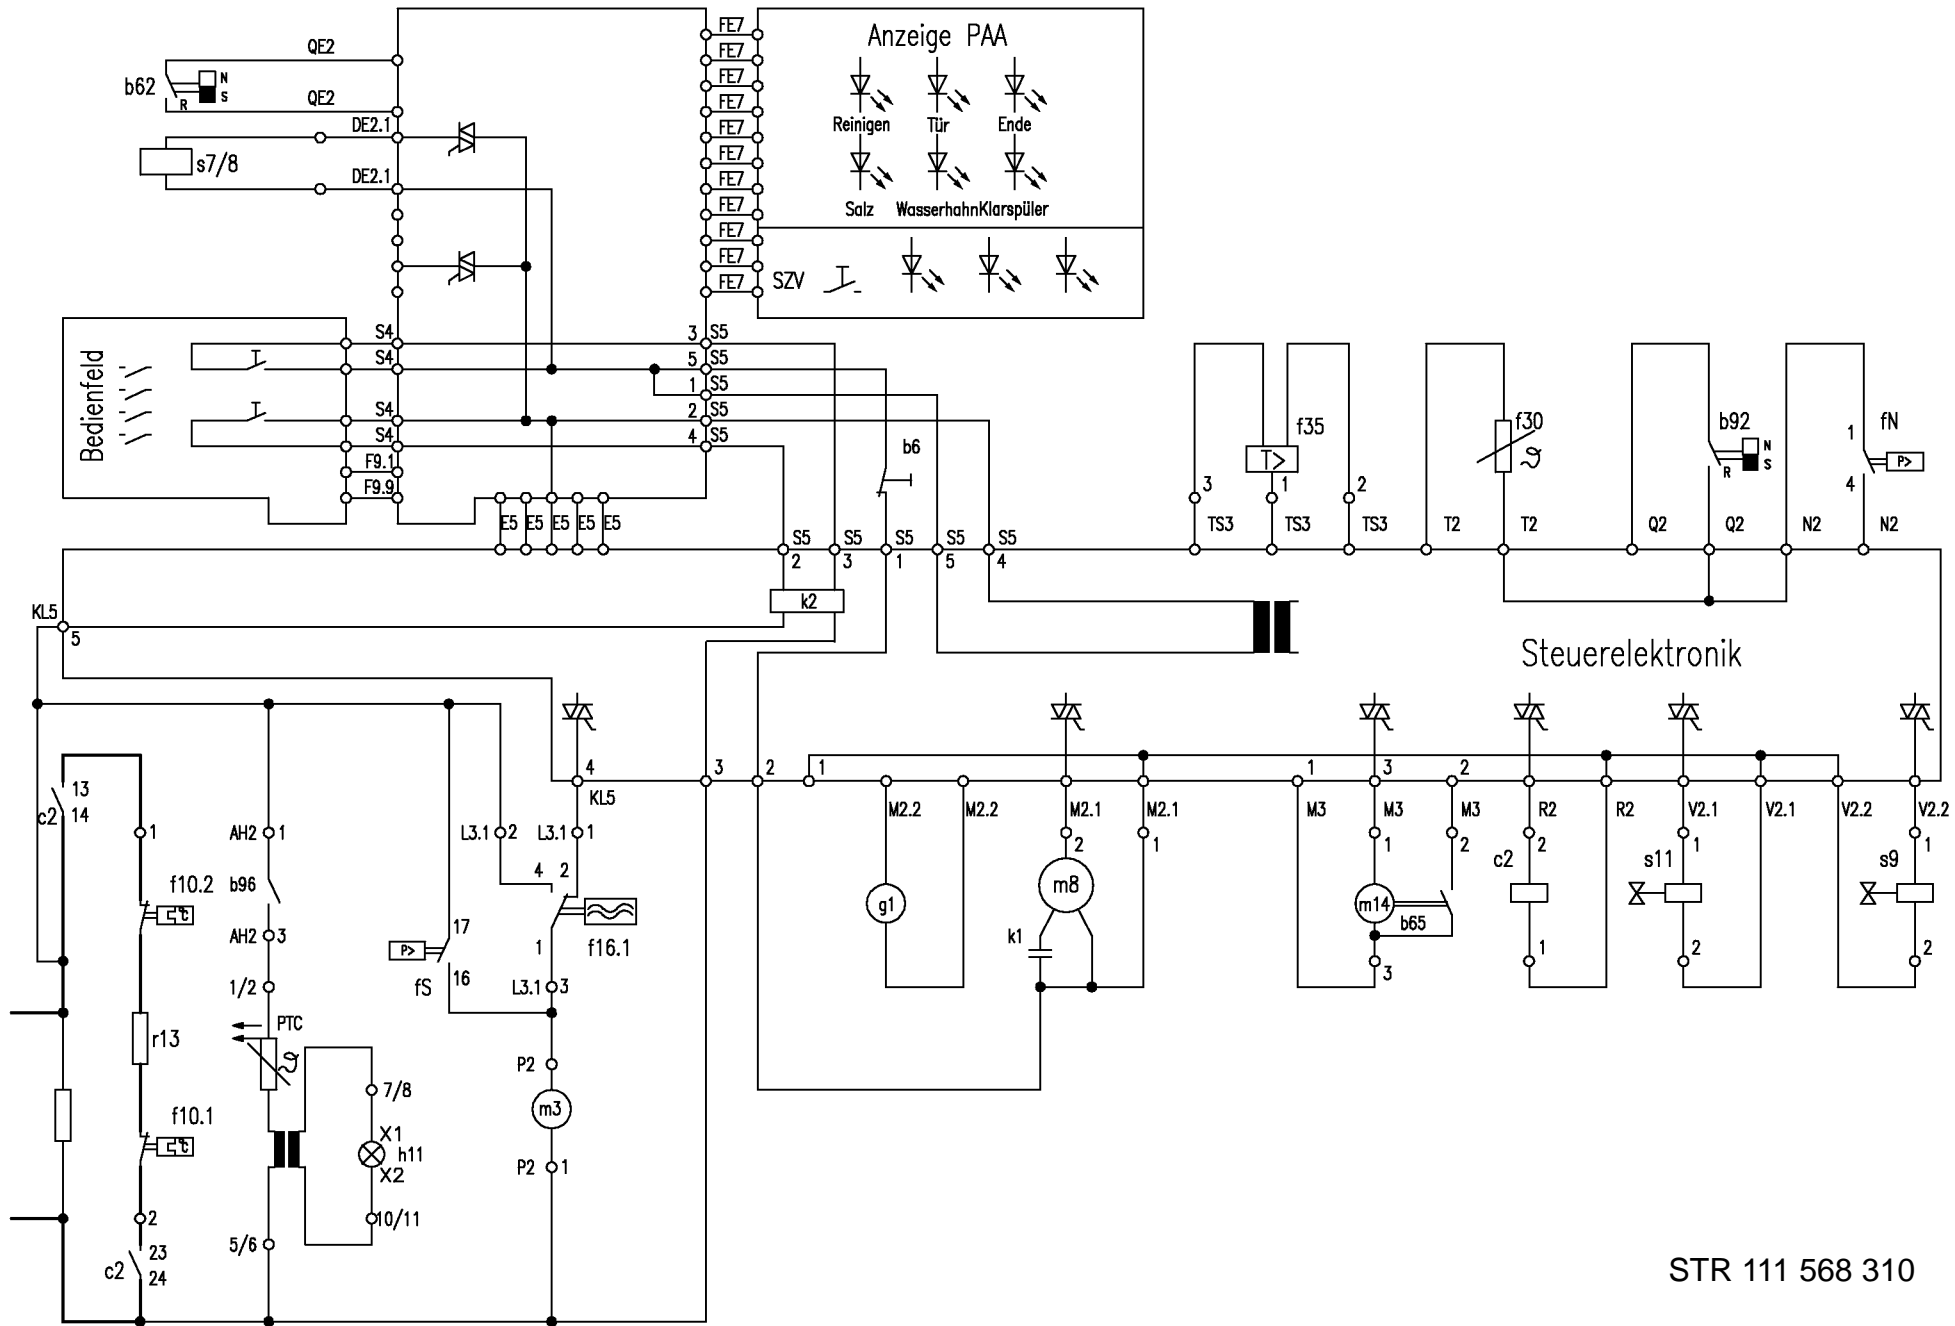 Anzeige PAA
QE2 FE7
FE7
b62 N S R
FE7
QE2 FE7
DE2.1 FE7
Reinigen Tür Ende
s7/8 FE7
DE2.1 FE7
FE7
Salz Wasserhahn Klarspüler
FE7
FE7
FE7
SZV
Bedienfeld
S4 3 S5
S4 5 S5
1 S5
S4 2 S5
S4 4 S5
F9.1
F9.9
E5 E5 E5 E5 E5
b6
f35
T>
3 1 2
TS3 TS3 TS3
f30
ϑ
T2 T2
b92 N S R
Q2 Q2
fN
1
P>
4
N2 N2
S5 S5 S5 S5 S5
2 3 1 5 4
k2
KL5
5
Steuerelektronik
4 3 2 1 1 3 2
KL5
13
c2 14
1
AH2 1
L3.1 2 L3.1 1
M2.2 M2.2 M2.1 M2.1 M3 M3 M3 R2 R2 V2.1 V2.1 V2.2 V2.2
2 1 1 2 2 1 1
f10.2
b96
4 2
c2 s11 s9
m8
g1
m14
b65
AH2 3
17
P>
16
fS
1
f16.1
k1
1 2 2
1/2
L3.1 3
3
PTC
ϑ
r13
P2
7/8
m3
f10.1
X1
h11
X2
P2 1
2
10/11
5/6
23
c2 24
STR 111 568 310